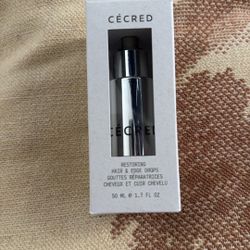 CÉCRED
CÉCRED
RESTORING
HAIR & EDGE DROPS
GOUTTES RÉPARATRICES
CHEVEUX ET CUIR CHEVELU
50 ML ℮ 1.7 FL OZ